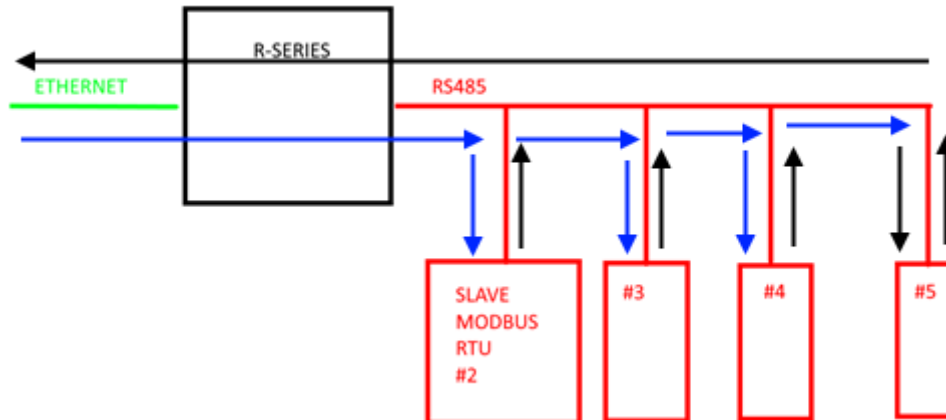 R-SERIES
ETHERNET
RS485
SLAVE
MODBUS
RTU
#2
#3
#4
#5